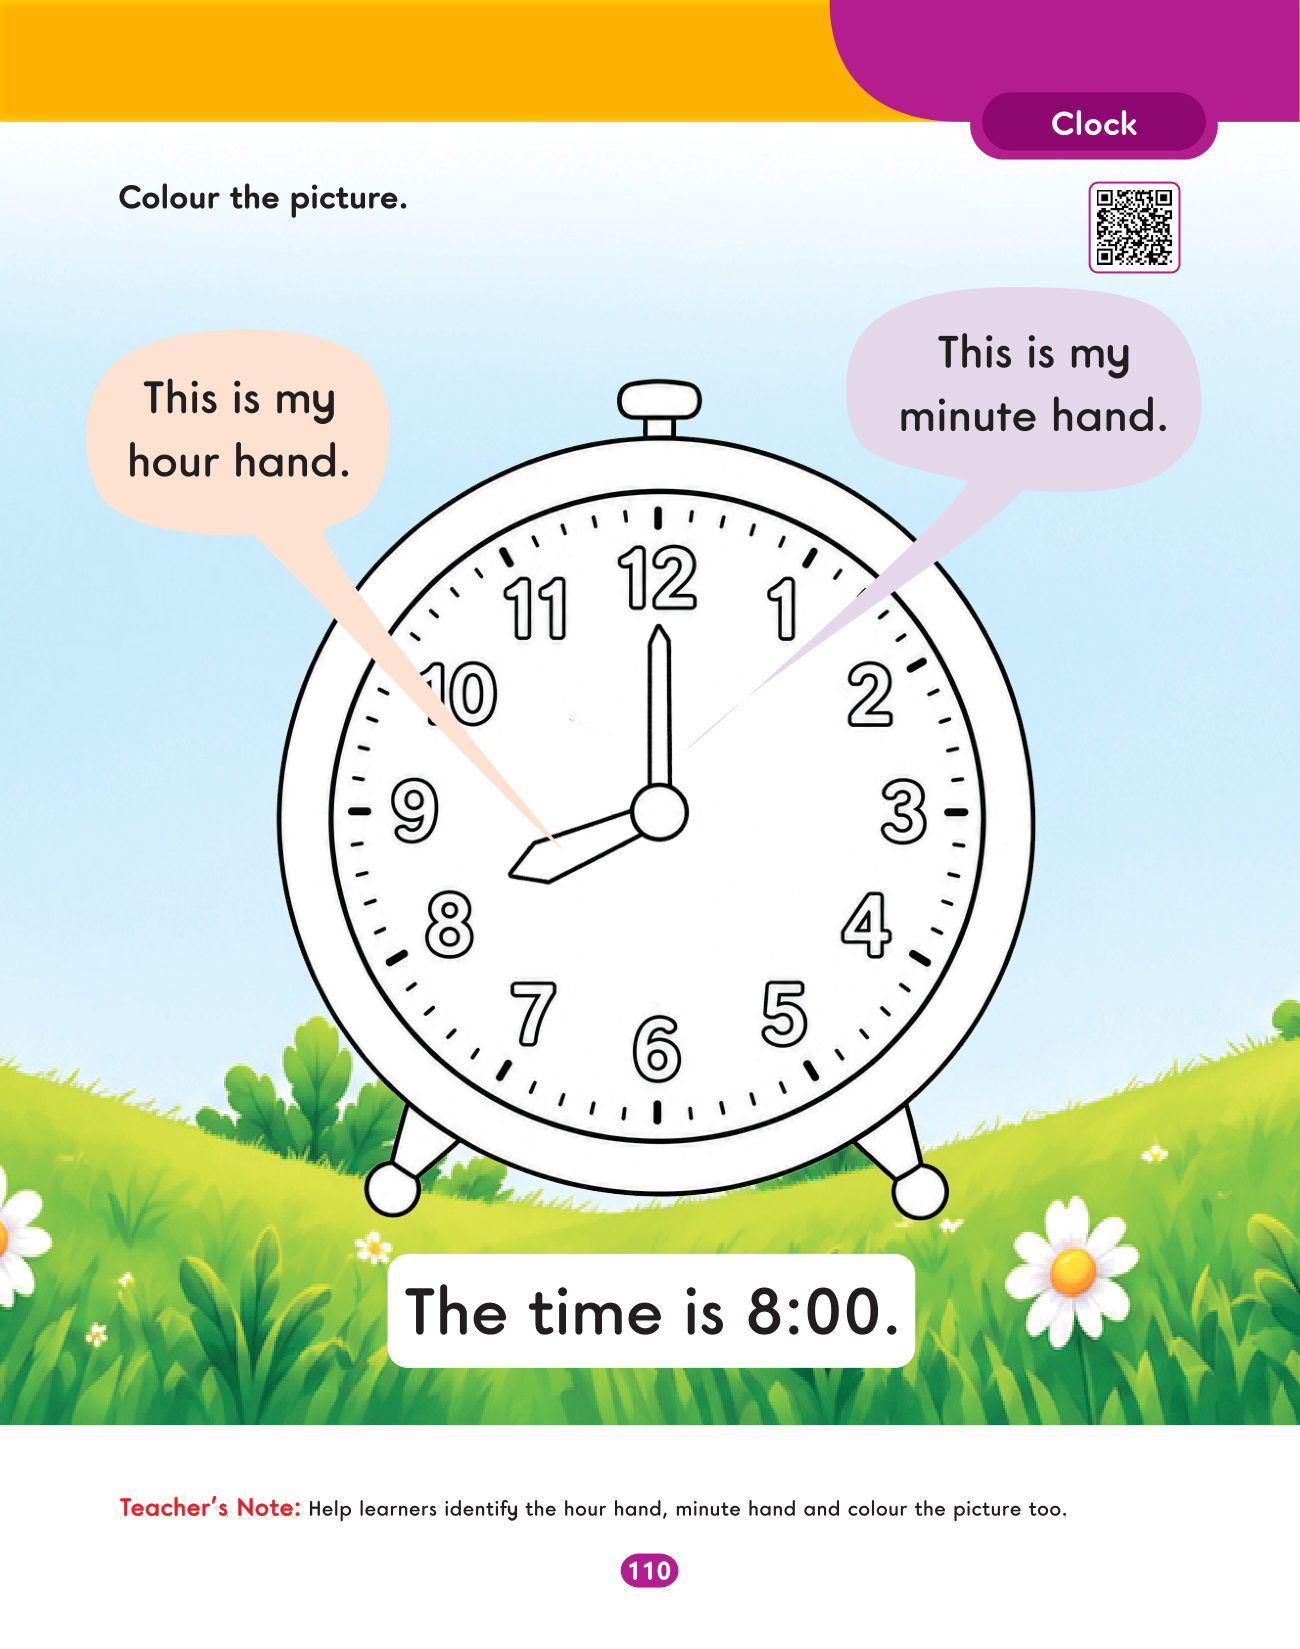 Clock
Colour the picture.
This is my
hour hand.
This is my
minute hand.
12
11
1
10
2
9
3
8
4
7
5
6
The time is 8:00.
Teacher's Note: Help learners identify the hour hand, minute hand and colour the picture too.
110